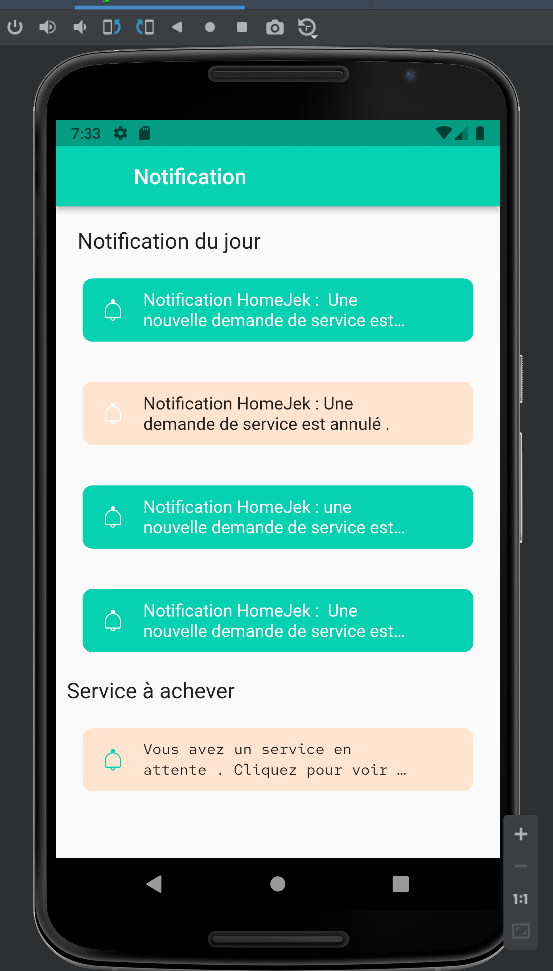 7:33
Notification
Notification du jour
Notification HomeJek :  Une
nouvelle demande de service est...
Notification HomeJek : Une
demande de service est annulé .
Notification HomeJek : une
nouvelle demande de service est...
Notification HomeJek :  Une
nouvelle demande de service est...
Service à achever
Vous avez un service en
attente . Cliquez pour voir …
1:1